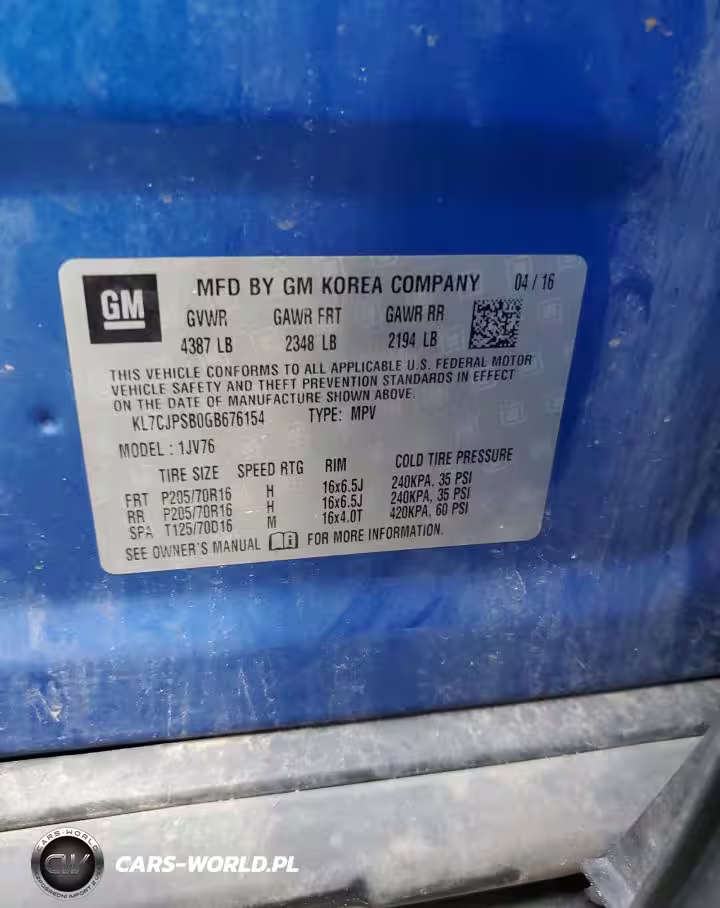 GM
MFD BY GM KOREA COMPANY 04 / 16
GVWR GAWR FRT GAWR RR
4387 LB 2348 LB 2194 LB
THIS VEHICLE CONFORMS TO ALL APPLICABLE U.S. FEDERAL MOTOR
VEHICLE SAFETY AND THEFT PREVENTION STANDARDS IN EFFECT
ON THE DATE OF MANUFACTURE SHOWN ABOVE.
KL7CJPSB0GB676154 TYPE: MPV
MODEL : 1JV76
TIRE SIZE SPEED RTG RIM COLD TIRE PRESSURE
FRT P205/70R16 H 16x6.5J 240KPA, 35 PSI
RR P205/70R16 H 16x6.5J 240KPA, 35 PSI
SPA T125/70D16 M 16x4.0T 420KPA, 60 PSI
SEE OWNER'S MANUAL FOR MORE INFORMATION.
CARS-WORLD
CW
CARS-WORLD.PL